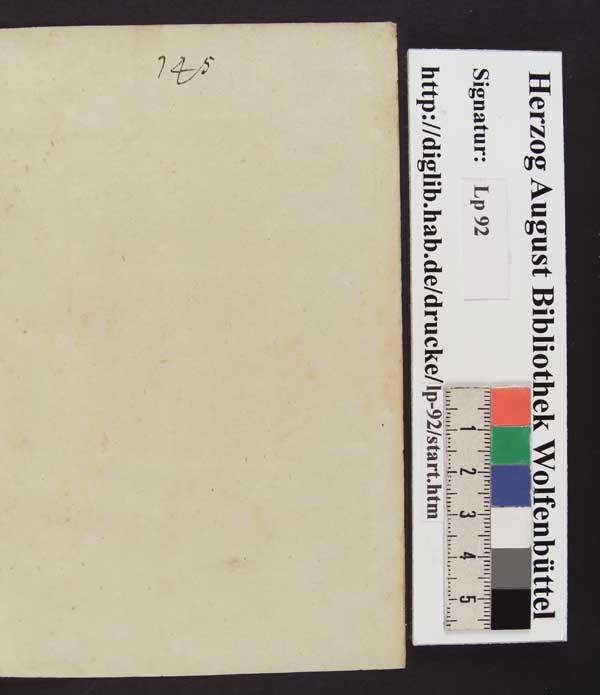 745
Herzog August Bibliothek Wolfenbüttel
Signatur: Lp 92
http://diglib.hab.de/drucke/lp-92/start.htm
1 2 3 4 5